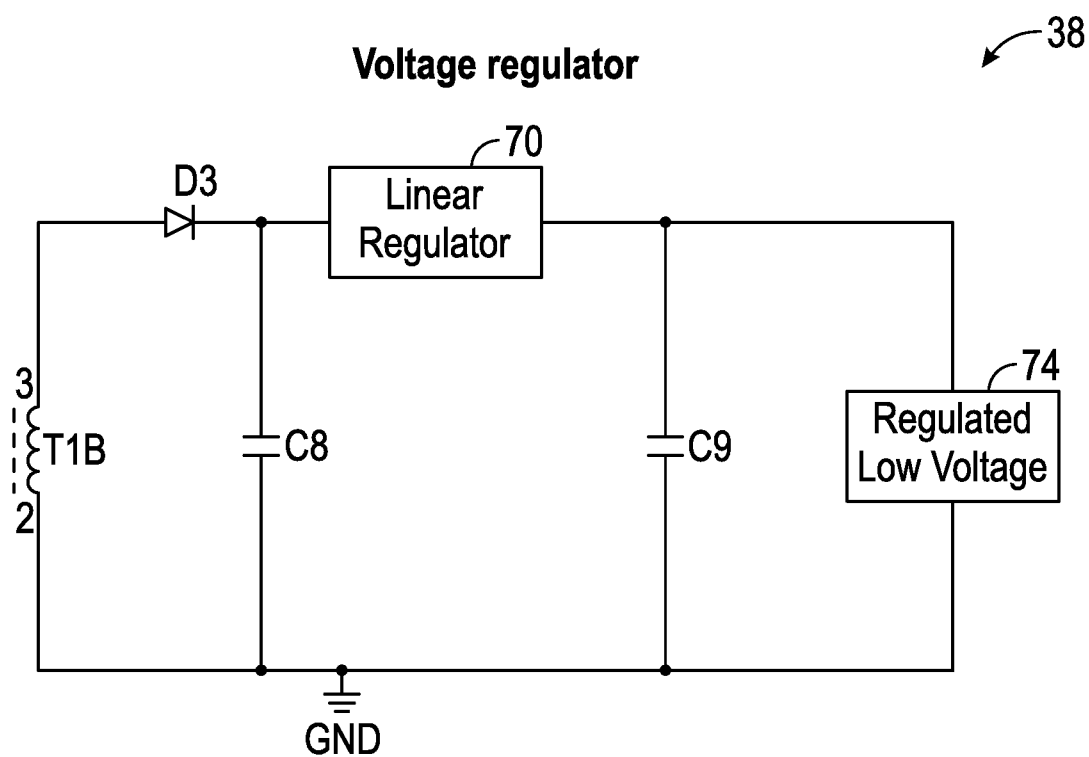 38
Voltage regulator
70
D3
Linear
Regulator
3
T1B
2
C8
C9
74
Regulated
Low Voltage
GND